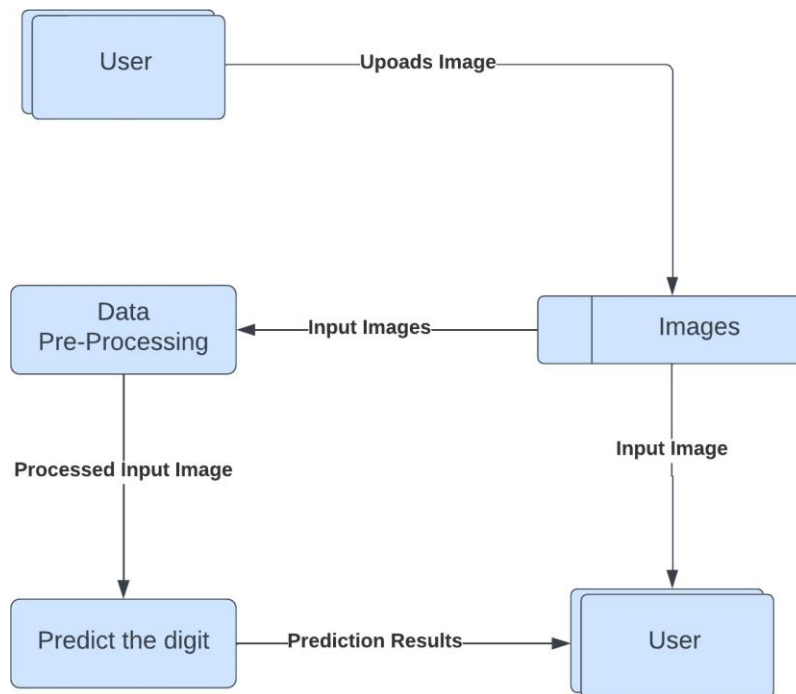 User
Upoads Image
Data
Pre-Processing
Input Images
Images
Processed Input Image
Input Image
Predict the digit
Prediction Results
User